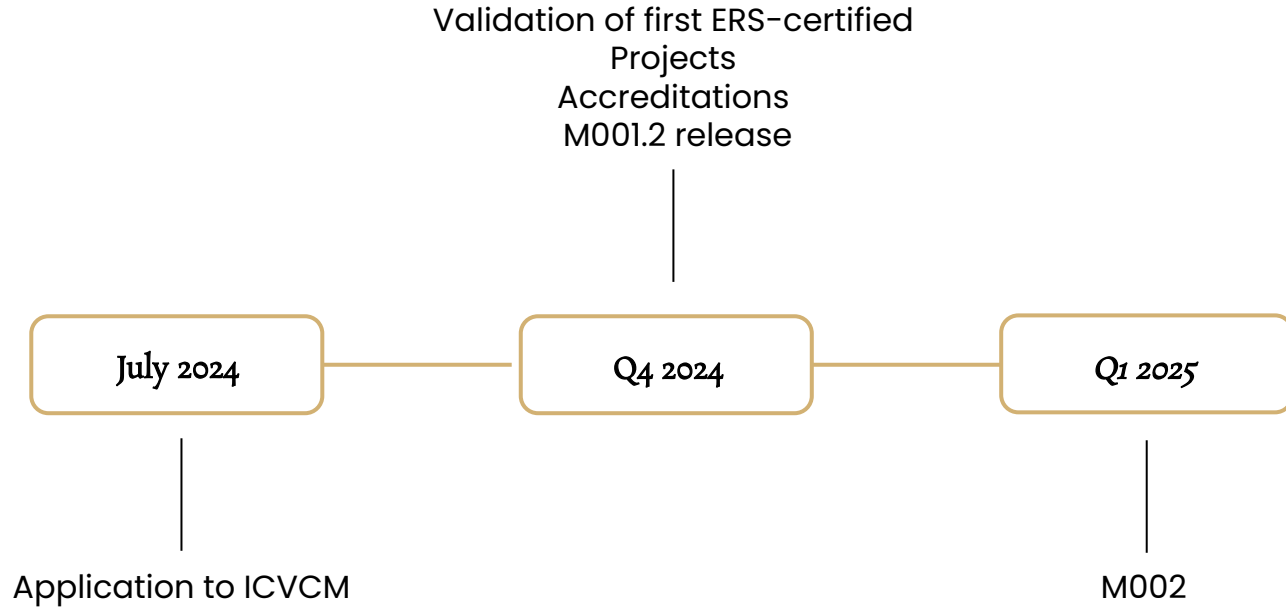 Validation of first ERS-certified
Projects
Accreditations
M001.2 release
July 2024
Q4 2024
Q1 2025
Application to ICVCM
M002